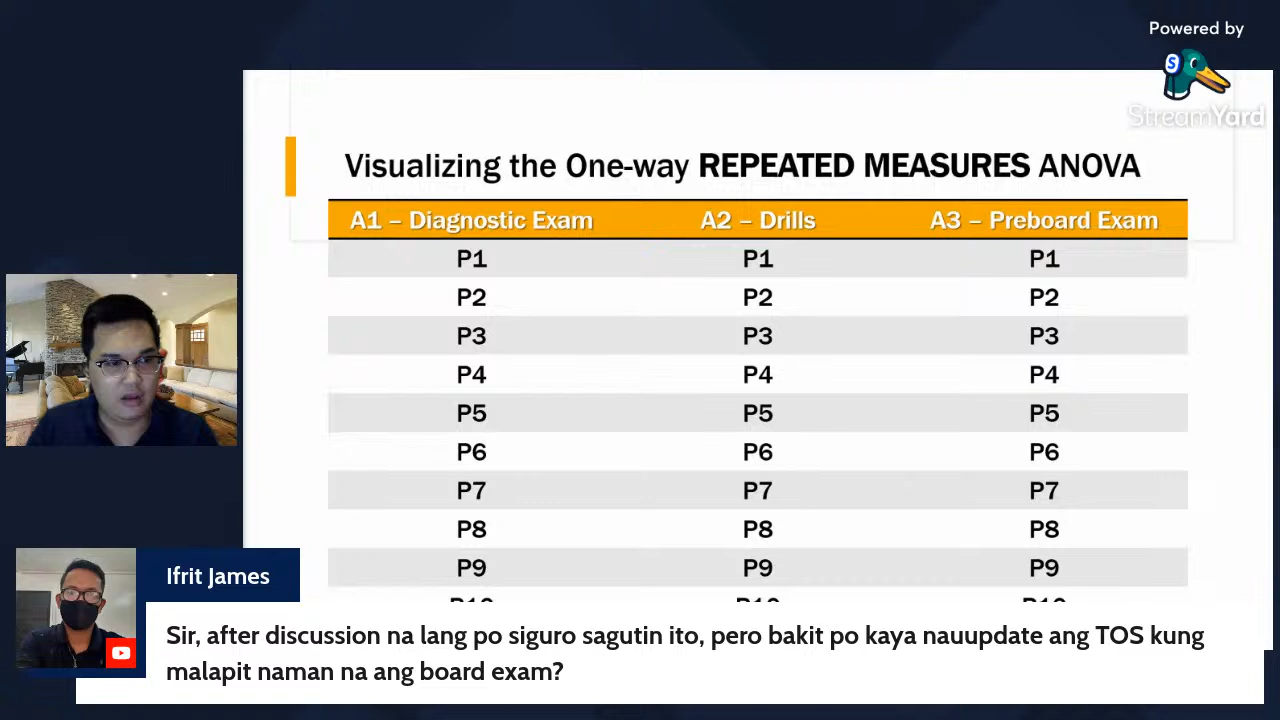 Powered by
StreamYard
Visualizing the One-way REPEATED MEASURES ANOVA
A1 – Diagnostic Exam A2 – Drills A3 – Preboard Exam
P1 P1 P1
P2 P2 P2
P3 P3 P3
P4 P4 P4
P5 P5 P5
P6 P6 P6
P7 P7 P7
P8 P8 P8
P9 P9 P9
P10 P10 P10
Ifrit James
Sir, after discussion na lang po siguro sagutin ito, pero bakit po kaya nauupdate ang TOS kung
malapit naman na ang board exam?